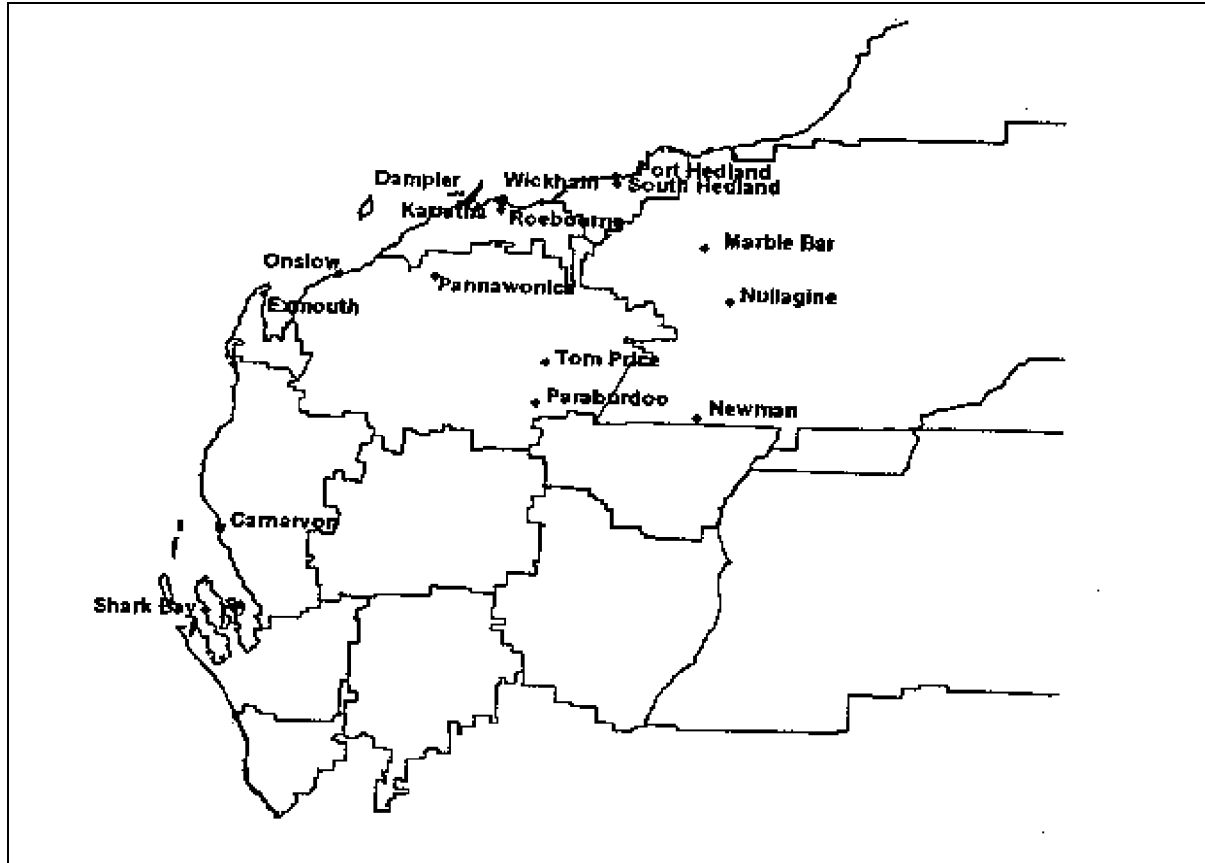 Port Hedland
Dampler Wickham South Hedland
Karratha Roebourne
Marble Bar
Onslow
Pannawonica
Exmouth Nullagine
Tom Price
Paraburdoo
Newman
Carnarvon
Shark Bay